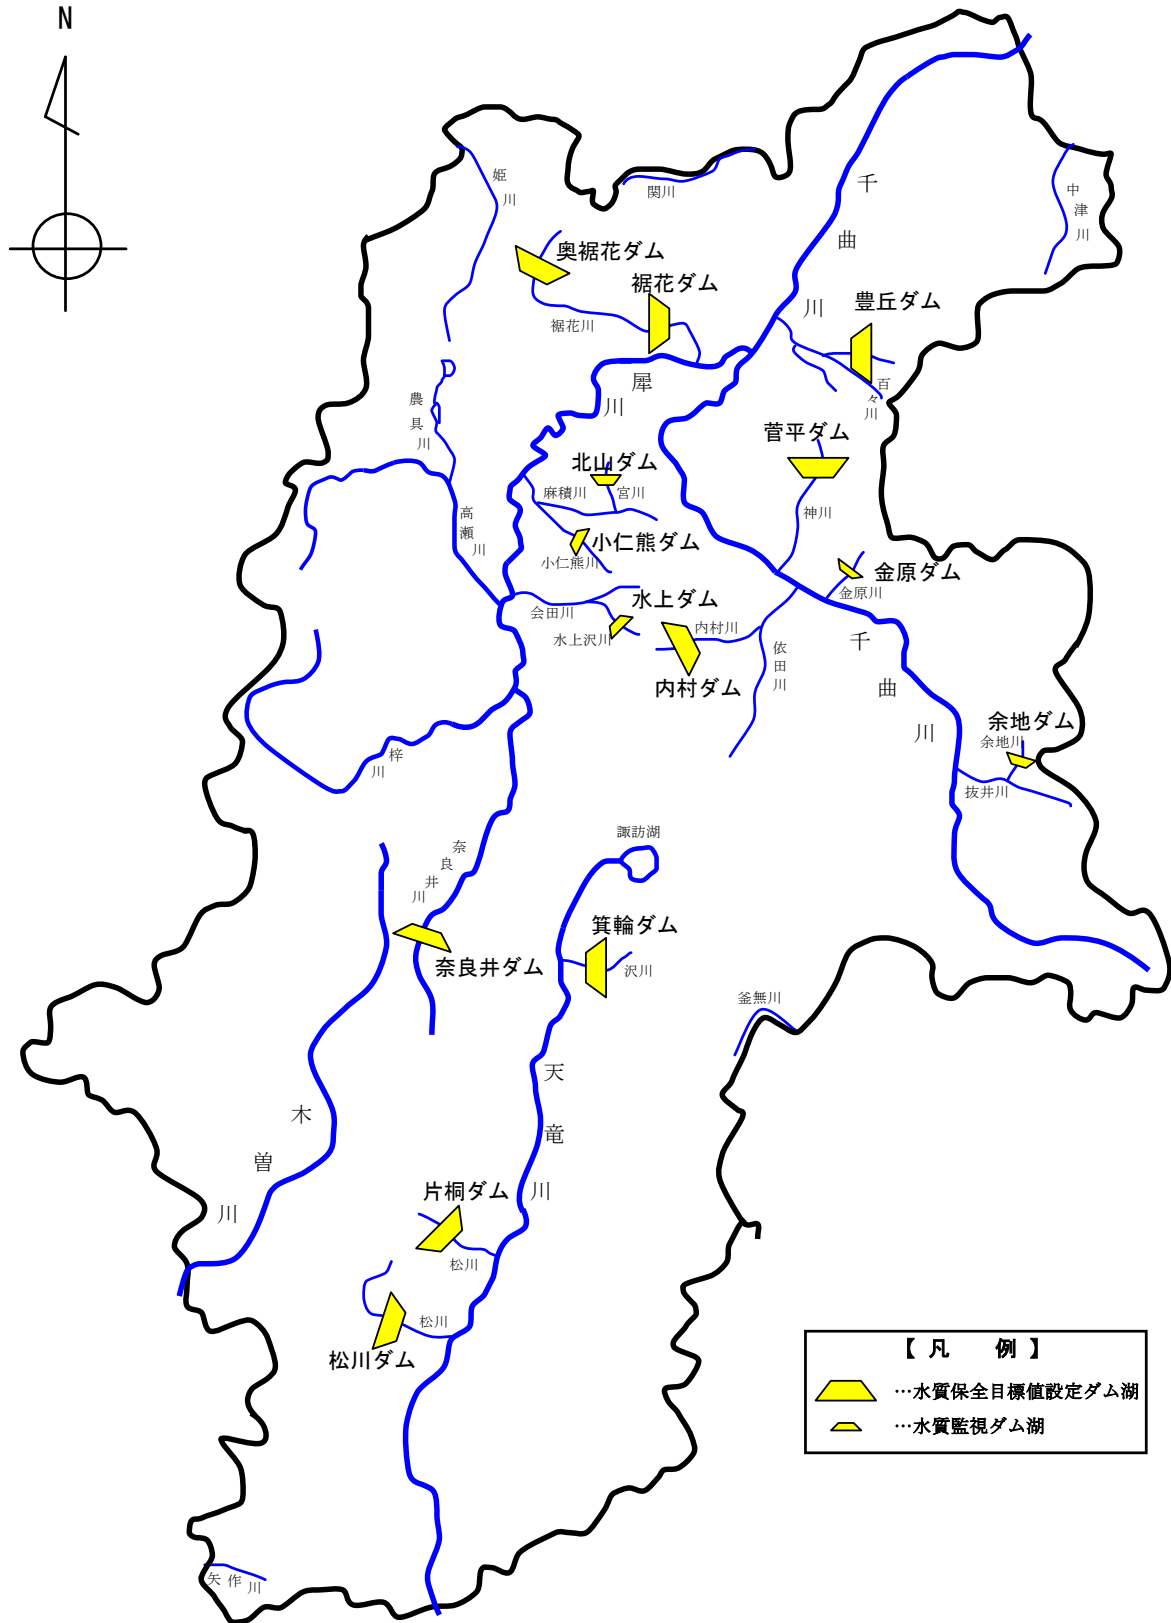 N
姫川
関川
千曲川
中津川
奥裾花ダム
裾花ダム
裾花川
豊丘ダム
百々川
犀川
農具川
菅平ダム
北山ダム
麻積川
宮川
神川
高瀬川
小仁熊ダム
小仁熊川
金原ダム
金原川
水上ダム
会田川
水上沢川
内村川
内村ダム
依田川
千曲川
余地ダム
余地川
抜井川
梓川
諏訪湖
奈良井川
箕輪ダム
沢川
奈良井ダム
釜無川
天竜川
木曽川
片桐ダム
松川
松川
松川ダム
【 凡 例 】
…水質保全目標値設定ダム湖
…水質監視ダム湖
矢作川